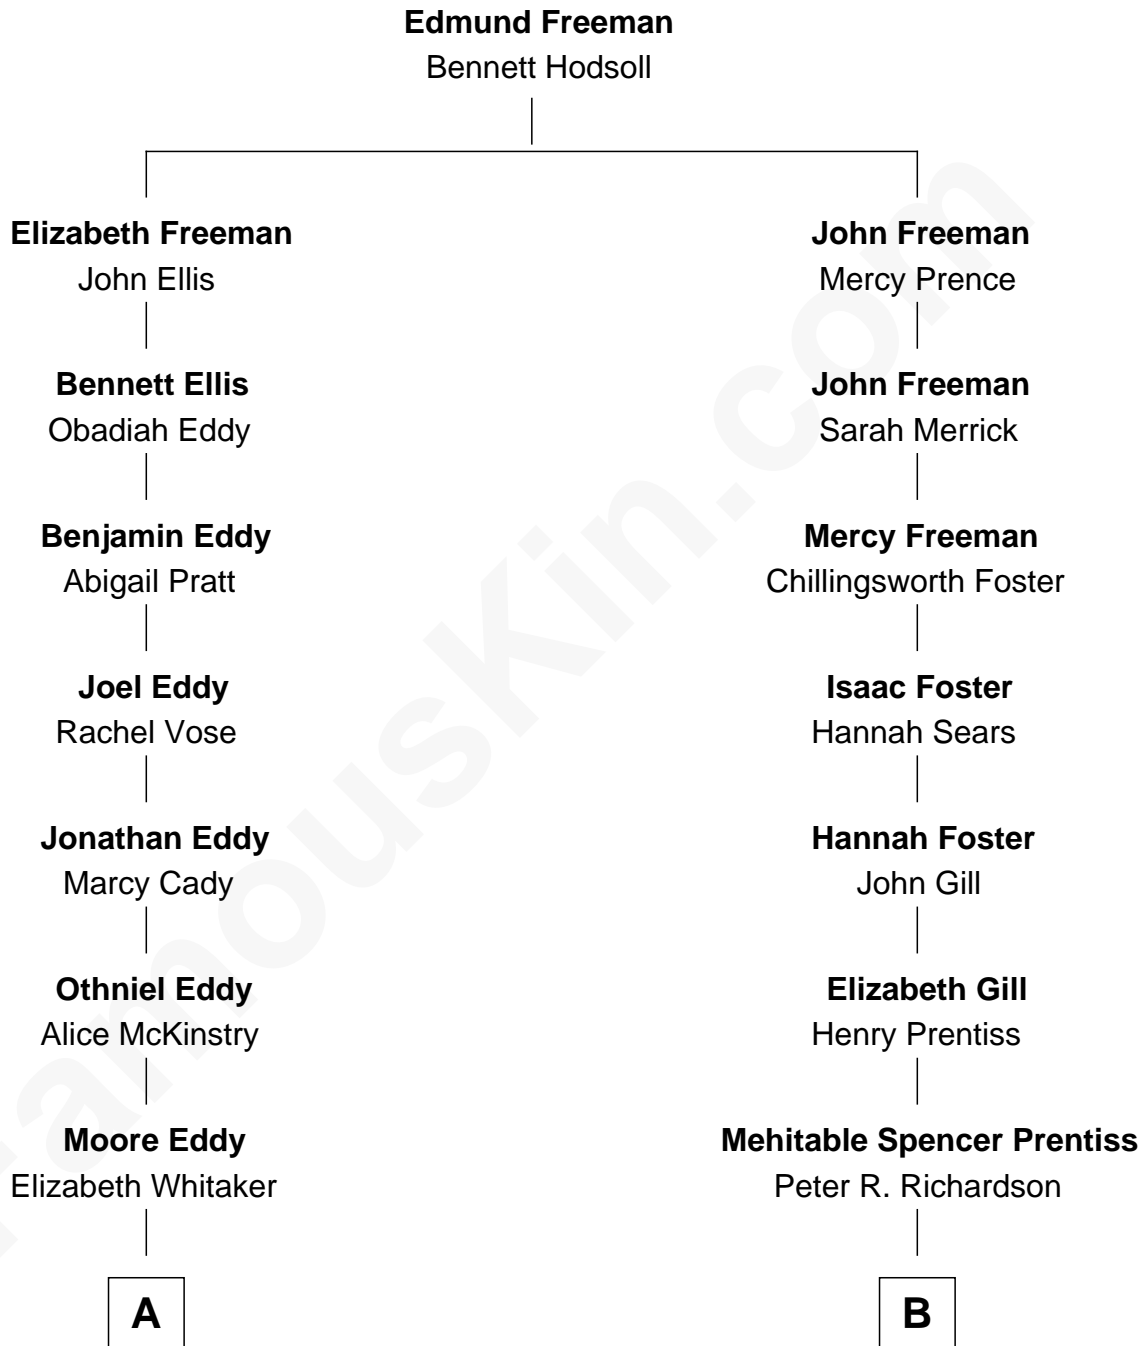 Edmund Freeman
Bennett Hodsoll
Elizabeth Freeman
John Ellis
Bennett Ellis
Obadiah Eddy
Benjamin Eddy
Abigail Pratt
Joel Eddy
Rachel Vose
Jonathan Eddy
Marcy Cady
Othniel Eddy
Alice McKinstry
Moore Eddy
Elizabeth Whitaker
A
John Freeman
Mercy Prence
John Freeman
Sarah Merrick
Mercy Freeman
Chillingsworth Foster
Isaac Foster
Hannah Sears
Hannah Foster
John Gill
Elizabeth Gill
Henry Prentiss
Mehitable Spencer Prentiss
Peter R. Richardson
B
FamousKin.com